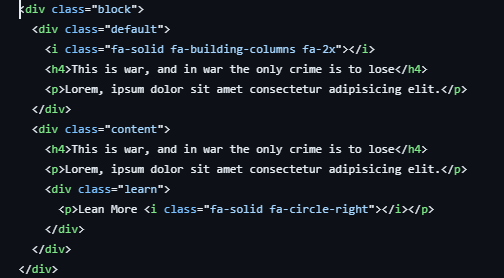 <div class="block">
<div class="default">
<i class="fa-solid fa-building-columns fa-2x"></i>
<h4>This is war, and in war the only crime is to lose</h4>
<p>Lorem, ipsum dolor sit amet consectetur adipisicing elit.</p>
</div>
<div class="content">
<h4>This is war, and in war the only crime is to lose</h4>
<p>Lorem, ipsum dolor sit amet consectetur adipisicing elit.</p>
<div class="learn">
<p>Lean More <i class="fa-solid fa-circle-right"></i></p>
</div>
</div>
</div>